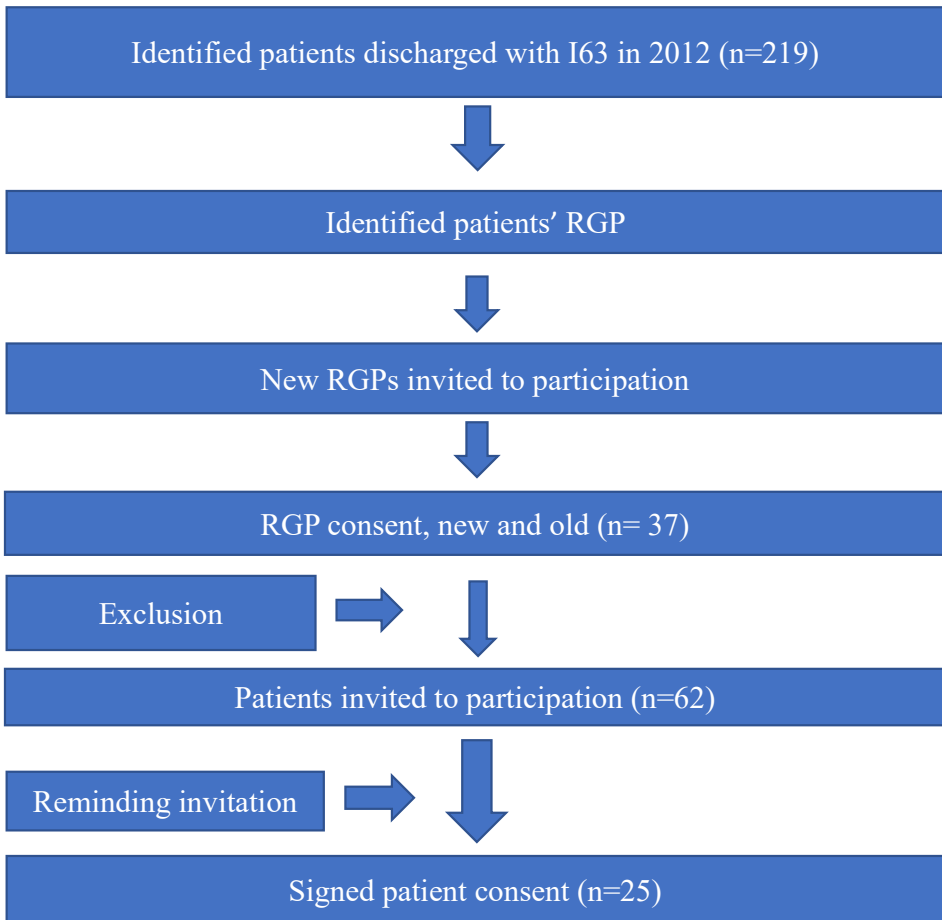 Identified patients discharged with I63 in 2012 (n=219)
Identified patients’ RGP
New RGPs invited to participation
RGP consent, new and old (n= 37)
Exclusion
Patients invited to participation (n=62)
Reminding invitation
Signed patient consent (n=25)